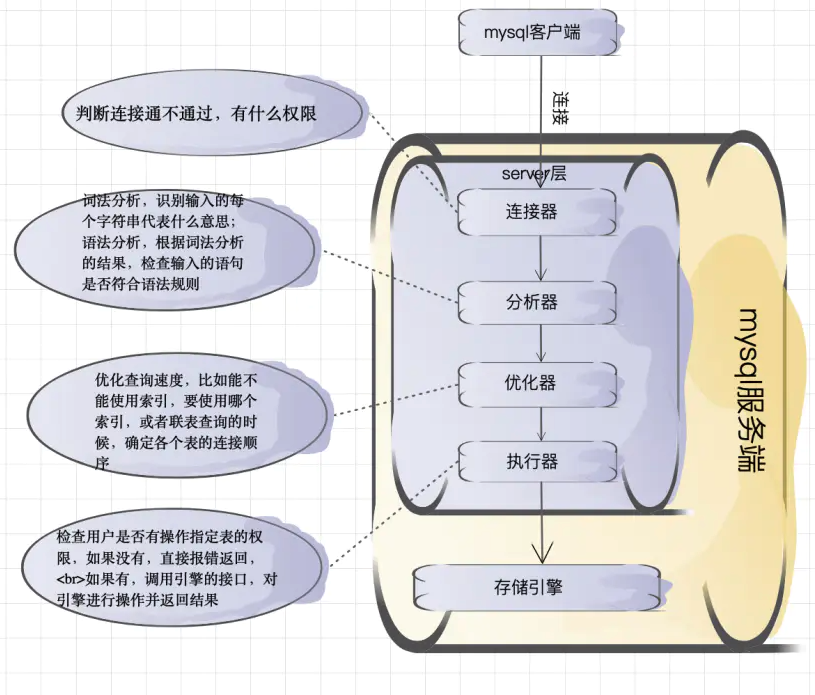 mysql客户端
连接
判断连接通不通过，有什么权限
server层
连接器
词法分析，识别输入的每
个字符串代表什么意思；
语法分析，根据词法分析
的结果，检查输入的语句
是否符合语法规则
分析器
优化查询速度，比如能不
能使用索引，要使用哪个
索引，或者联表查询的时
候，确定各个表的连接顺
序
优化器
执行器
mysql服务端
检查用户是否有操作指定表的权
限，如果没有，直接报错返回，
<br>如果有，调用引擎的接口，对
引擎进行操作并返回结果
存储引擎